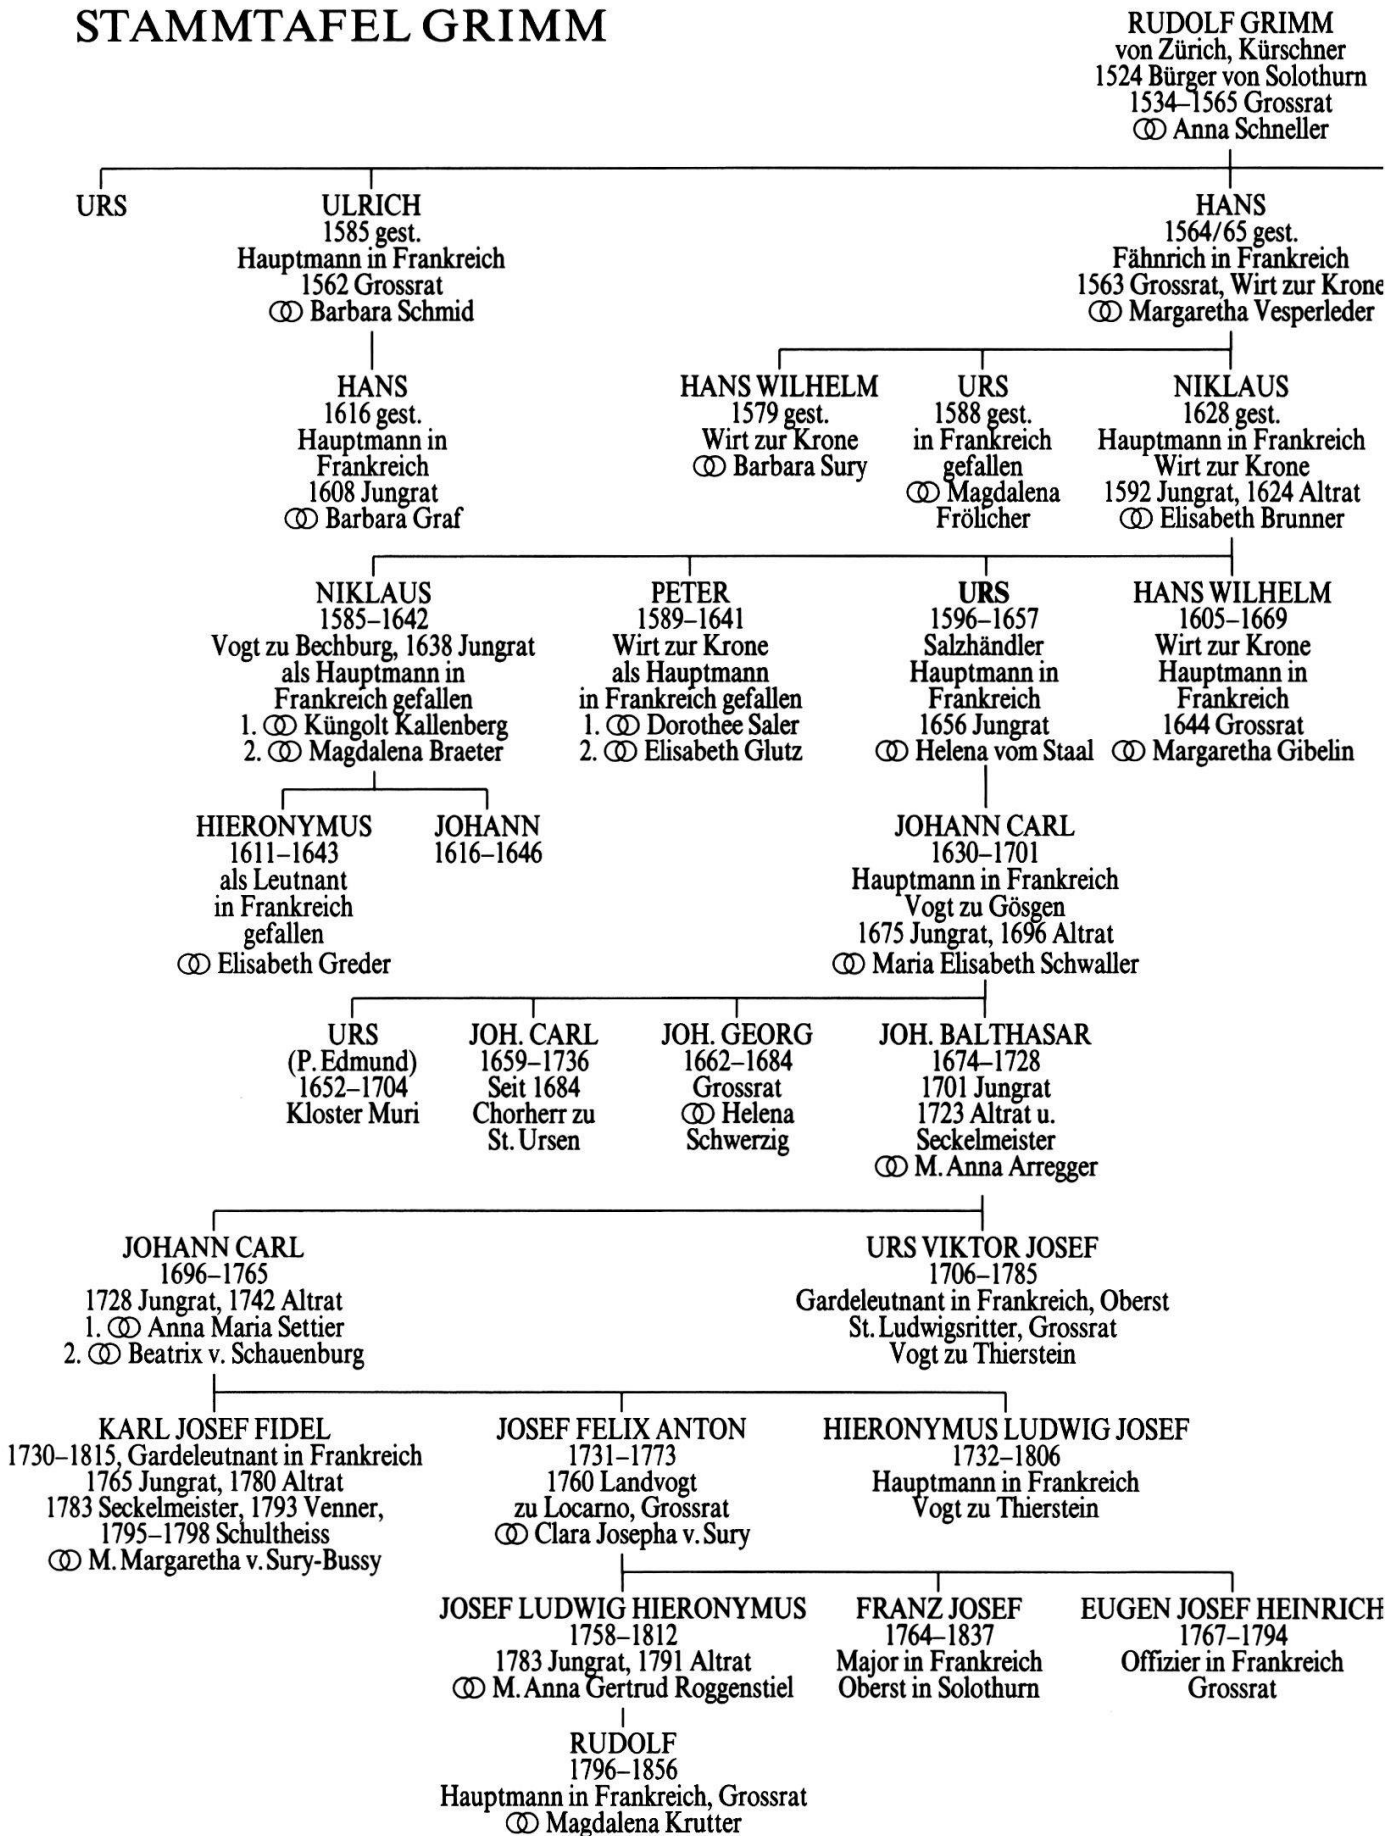 STAMMTAFEL GRIMM
RUDOLF GRIMM
von Zürich, Kürschner
1524 Bürger von Solothurn
1534–1565 Grossrat
⚭ Anna Schneller
URS
ULRICH
1585 gest.
Hauptmann in Frankreich
1562 Grossrat
⚭ Barbara Schmid
HANS
1564/65 gest.
Fähnrich in Frankreich
1563 Grossrat, Wirt zur Krone
⚭ Margaretha Vesperleder
HANS
1616 gest.
Hauptmann in
Frankreich
1608 Jungrat
⚭ Barbara Graf
HANS WILHELM
1579 gest.
Wirt zur Krone
⚭ Barbara Sury
URS
1588 gest.
in Frankreich
gefallen
⚭ Magdalena
Frölicher
NIKLAUS
1628 gest.
Hauptmann in Frankreich
Wirt zur Krone
1592 Jungrat, 1624 Altrat
⚭ Elisabeth Brunner
NIKLAUS
1585–1642
Vogt zu Bechburg, 1638 Jungrat
als Hauptmann in
Frankreich gefallen
1. ⚭ Küngolt Kallenberg
2. ⚭ Magdalena Braeter
PETER
1589–1641
Wirt zur Krone
als Hauptmann
in Frankreich gefallen
1. ⚭ Dorothee Saler
2. ⚭ Elisabeth Glutz
URS
1596–1657
Salzhändler
Hauptmann in
Frankreich
1656 Jungrat
⚭ Helena vom Staal
HANS WILHELM
1605–1669
Wirt zur Krone
Hauptmann in
Frankreich
1644 Grossrat
⚭ Margaretha Gibelin
HIERONYMUS
1611–1643
als Leutnant
in Frankreich
gefallen
⚭ Elisabeth Greder
JOHANN
1616–1646
JOHANN CARL
1630–1701
Hauptmann in Frankreich
Vogt zu Gösgen
1675 Jungrat, 1696 Altrat
⚭ Maria Elisabeth Schwaller
URS
(P. Edmund)
1652–1704
Kloster Muri
JOH. CARL
1659–1736
Seit 1684
Chorherr zu
St. Ursen
JOH. GEORG
1662–1684
Grossrat
⚭ Helena
Schwerzig
JOH. BALTHASAR
1674–1728
1701 Jungrat
1723 Altrat u.
Seckelmeister
⚭ M. Anna Arregger
JOHANN CARL
1696–1765
1728 Jungrat, 1742 Altrat
1. ⚭ Anna Maria Settier
2. ⚭ Beatrix v. Schauenburg
URS VIKTOR JOSEF
1706–1785
Gardeleutnant in Frankreich, Oberst
St. Ludwigsritter, Grossrat
Vogt zu Thierstein
KARL JOSEF FIDEL
1730–1815, Gardeleutnant in Frankreich
1765 Jungrat, 1780 Altrat
1783 Seckelmeister, 1793 Venner,
1795–1798 Schultheiss
⚭ M. Margaretha v. Sury-Bussy
JOSEF FELIX ANTON
1731–1773
1760 Landvogt
zu Locarno, Grossrat
⚭ Clara Josepha v. Sury
HIERONYMUS LUDWIG JOSEF
1732–1806
Hauptmann in Frankreich
Vogt zu Thierstein
JOSEF LUDWIG HIERONYMUS
1758–1812
1783 Jungrat, 1791 Altrat
⚭ M. Anna Gertrud Roggenstiel
FRANZ JOSEF
1764–1837
Major in Frankreich
Oberst in Solothurn
EUGEN JOSEF HEINRICH
1767–1794
Offizier in Frankreich
Grossrat
RUDOLF
1796–1856
Hauptmann in Frankreich, Grossrat
⚭ Magdalena Krutter